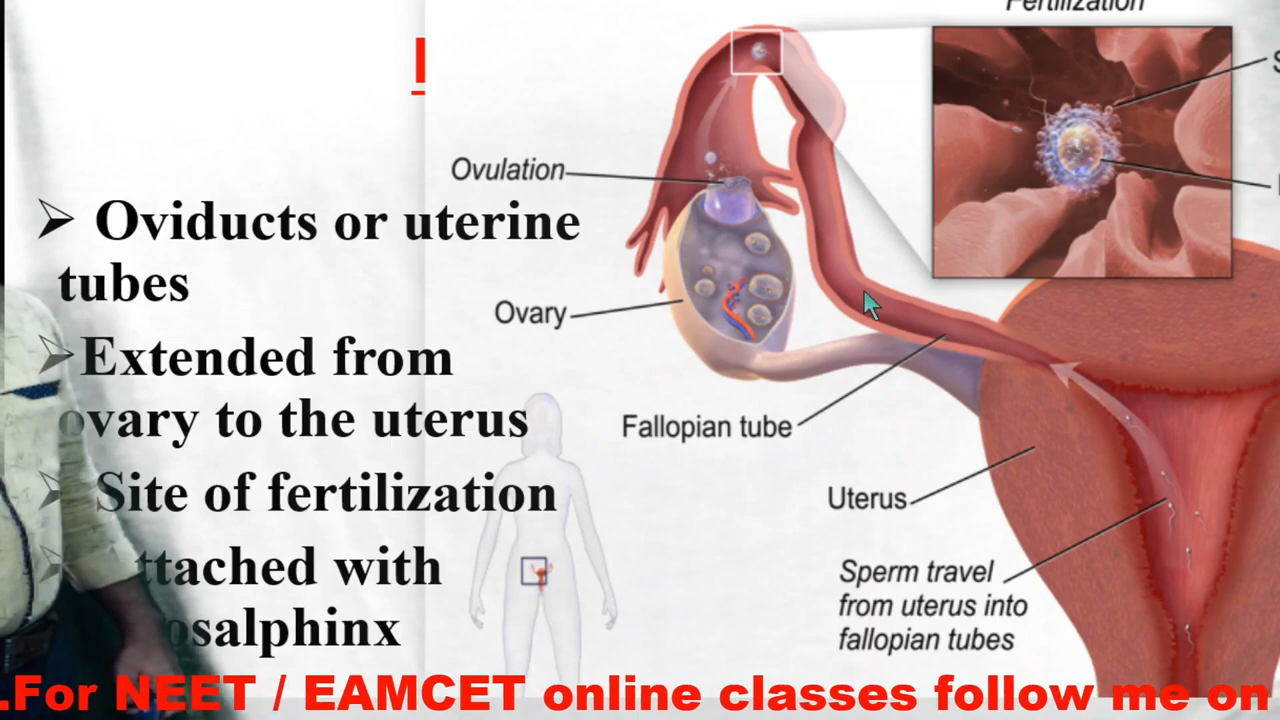 Fertilization
Ovulation
➢ Oviducts or uterine
tubes
Ovary
➢Extended from
ovary to the uterus
Fallopian tube
➢ Site of fertilization
Uterus
➢ ttached with
osalphinx
Sperm travel
from uterus into
fallopian tubes
.For NEET / EAMCET online classes follow me on